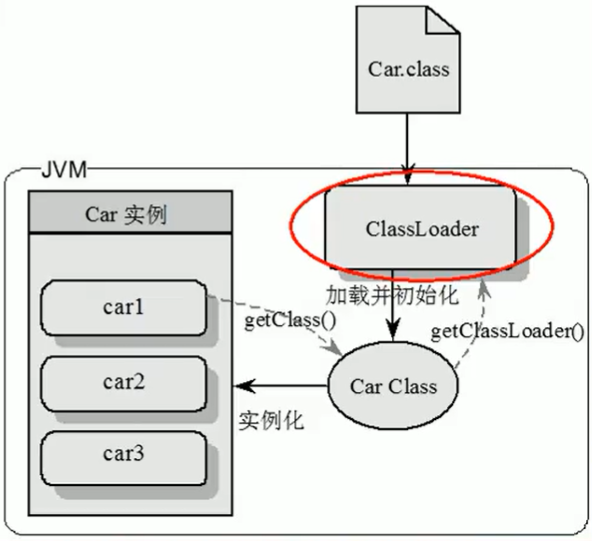 Car.class
JVM
Car 实例
ClassLoader
加载并初始化
car1
getClass()
getClassLoader()
car2
Car Class
实例化
car3